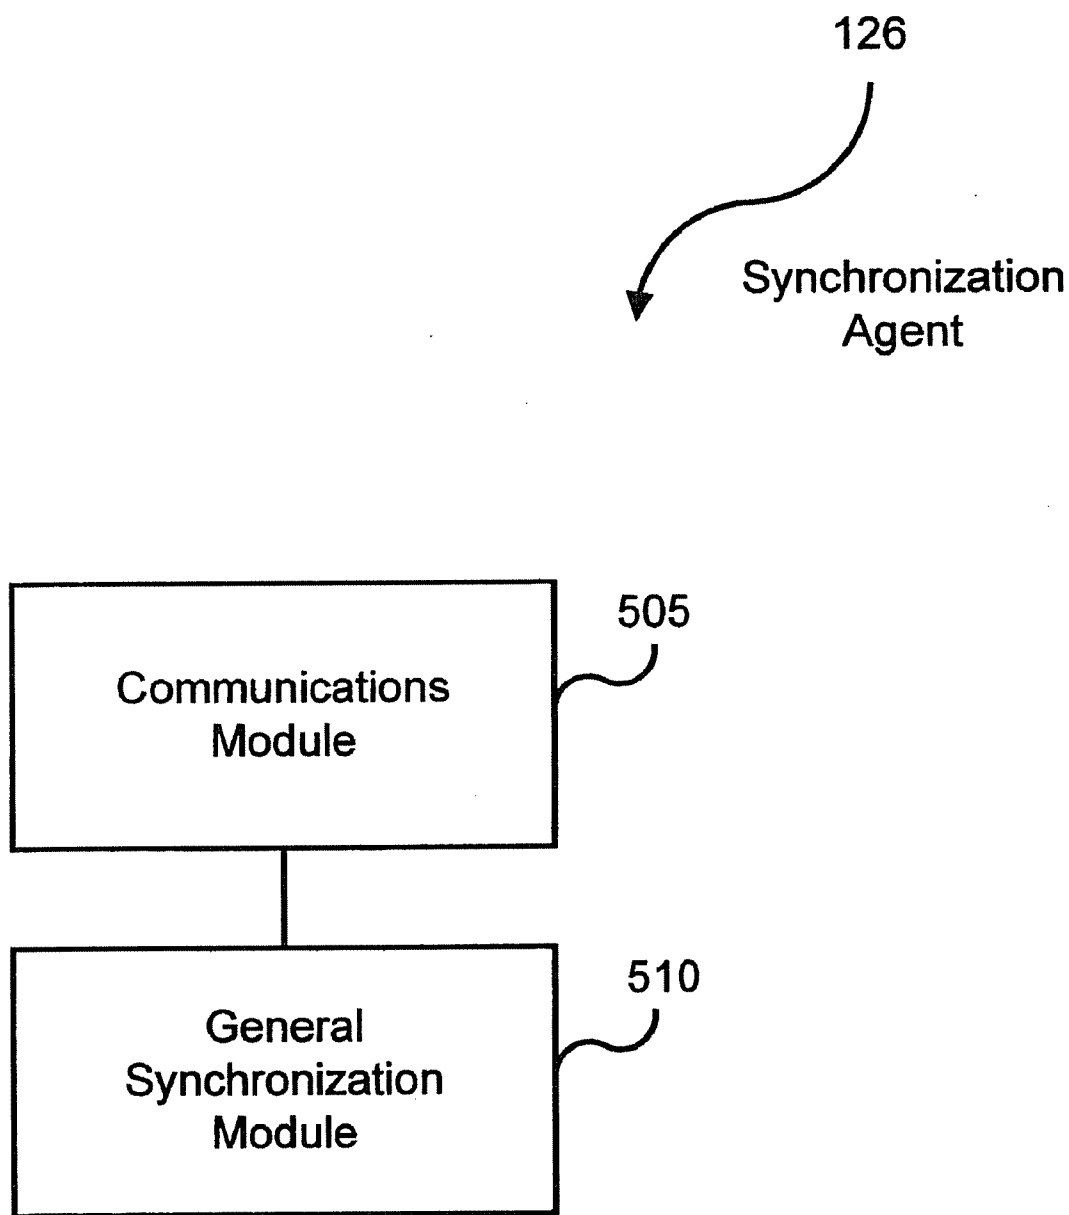 126
Synchronization
Agent
505
Communications
Module
510
General
Synchronization
Module